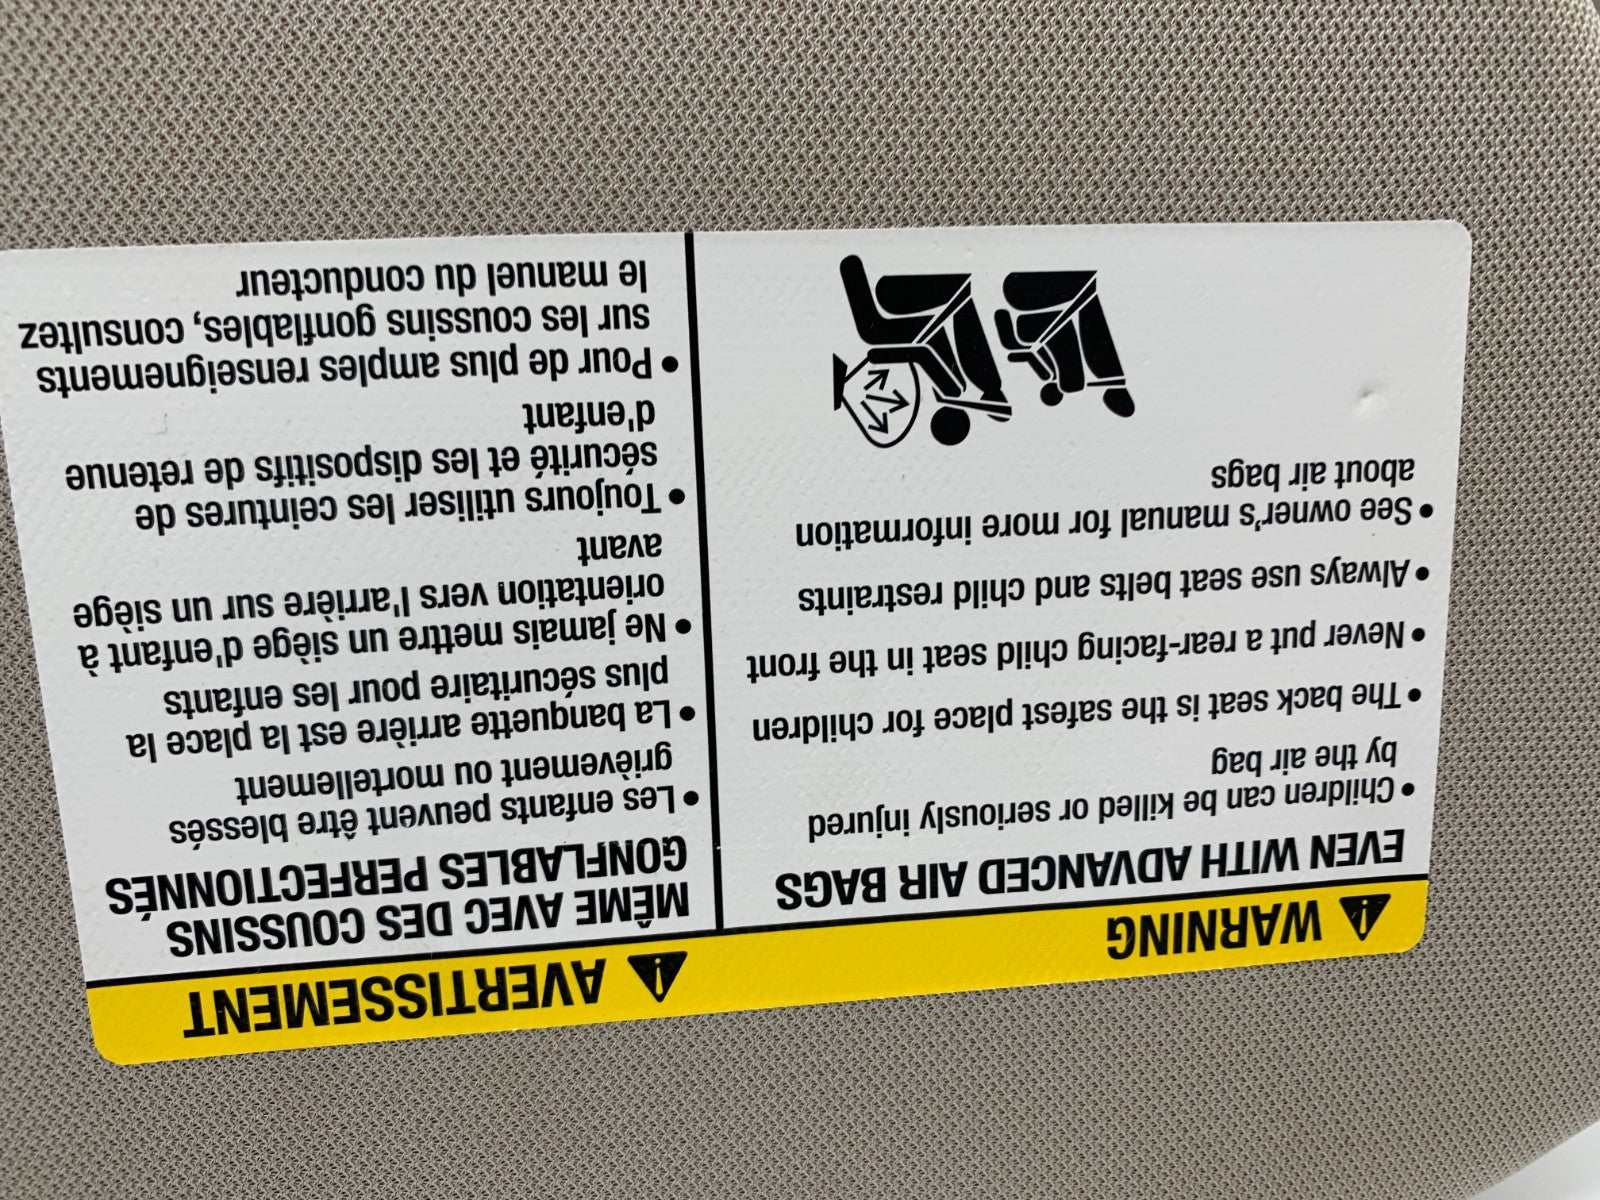 WARNING
EVEN WITH ADVANCED AIR BAGS
• Children can be killed or seriously injured
by the air bag
• The back seat is the safest place for children
• Never put a rear-facing child seat in the front
• Always use seat belts and child restraints
• See owner's manual for more information
about air bags
AVERTISSEMENT
MÊME AVEC DES COUSSINS
GONFLABLES PERFECTIONNÉS
• Les enfants peuvent être blessés
grièvement ou mortellement
• La banquette arrière est la place la
plus sécuritaire pour les enfants
• Ne jamais mettre un siège d'enfant à
orientation vers l'arrière sur un siège
avant
• Toujours utiliser les ceintures de
sécurité et les dispositifs de retenue
d'enfant
• Pour de plus amples renseignements
sur les coussins gonflables, consultez
le manuel du conducteur